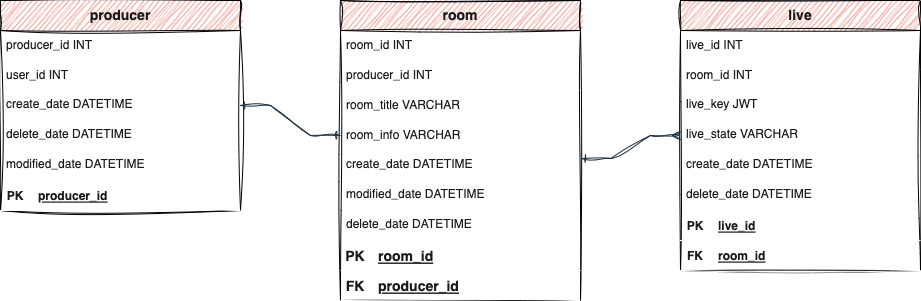 producer
producer_id INT
user_id INT
create_date DATETIME
delete_date DATETIME
modified_date DATETIME
PK producer_id
room
room_id INT
producer_id INT
room_title VARCHAR
room_info VARCHAR
create_date DATETIME
modified_date DATETIME
delete_date DATETIME
PK room_id
FK producer_id
live
live_id INT
room_id INT
live_key JWT
live_state VARCHAR
create_date DATETIME
delete_date DATETIME
PK live_id
FK room_id